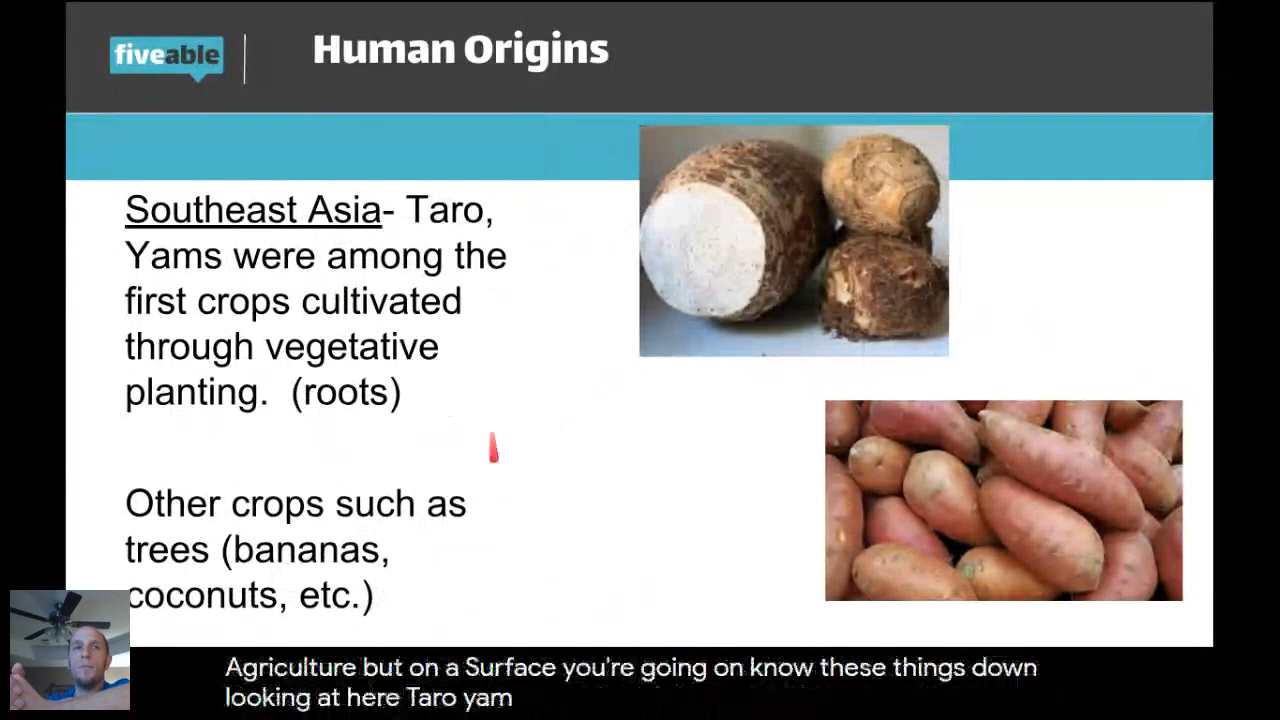 fiveable
Human Origins
Southeast Asia- Taro,
Yams were among the
first crops cultivated
through vegetative
planting.  (roots)
Other crops such as
trees (bananas,
coconuts, etc.)
Agriculture but on a Surface you're going on know these things down
looking at here Taro yam